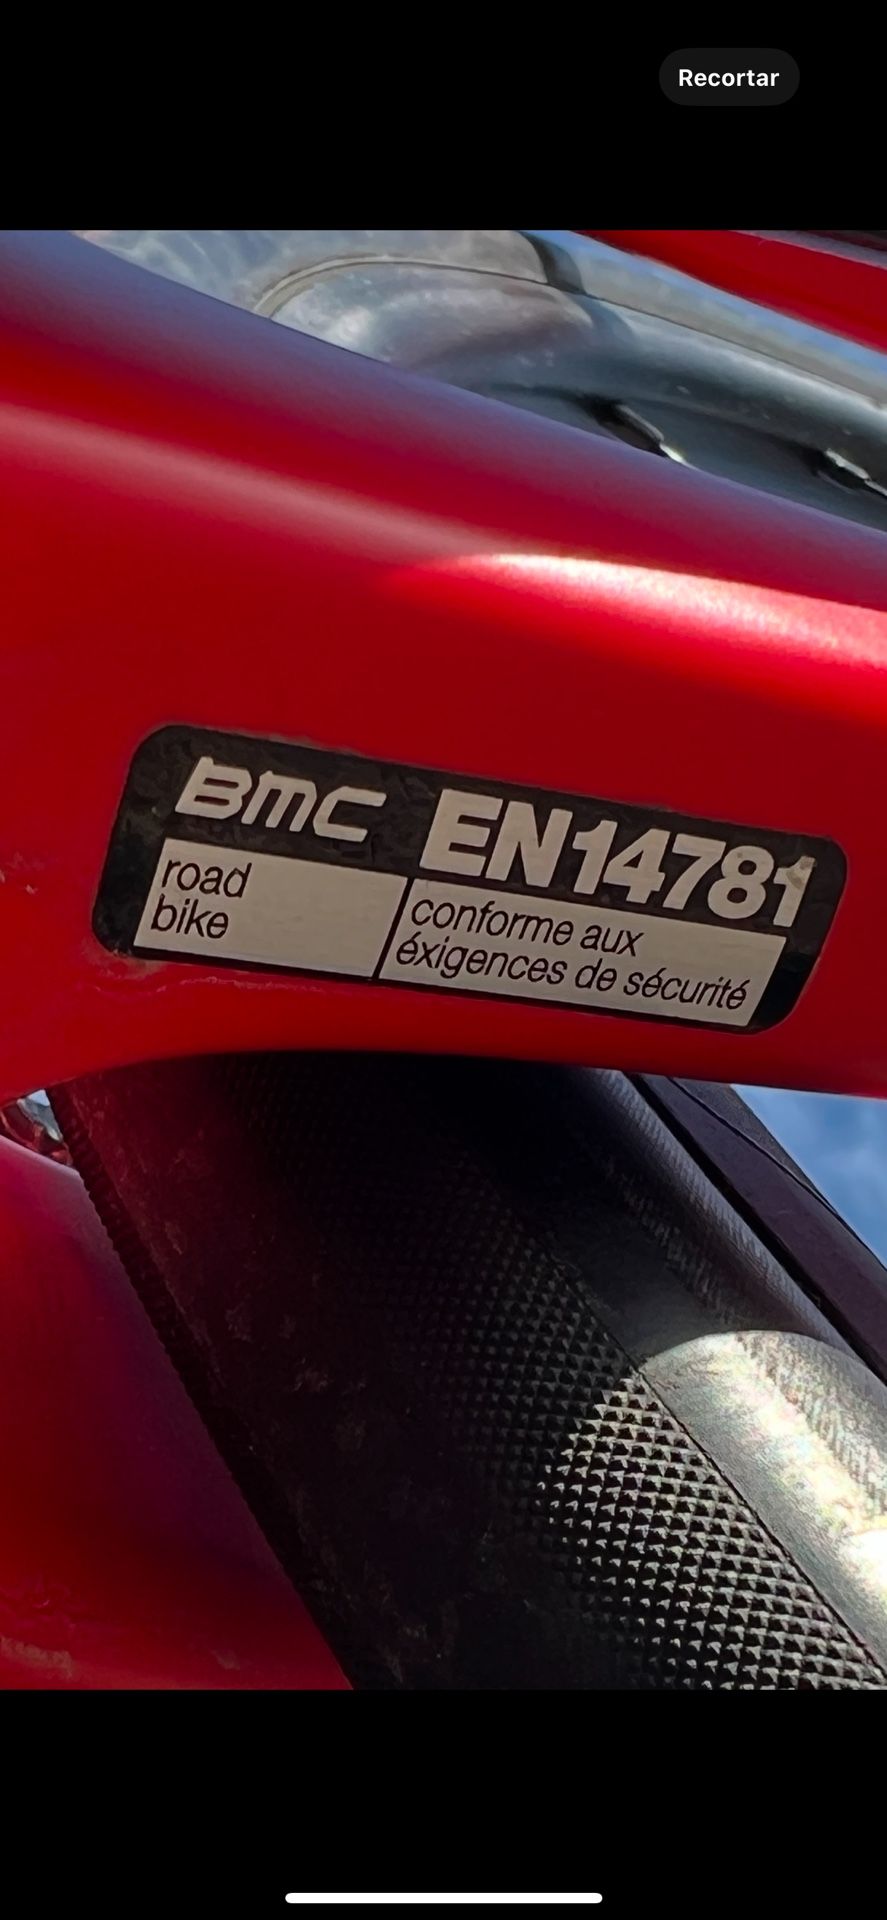 Recortar
BMC EN14781
road
bike
conforme aux
éxigences de sécurité